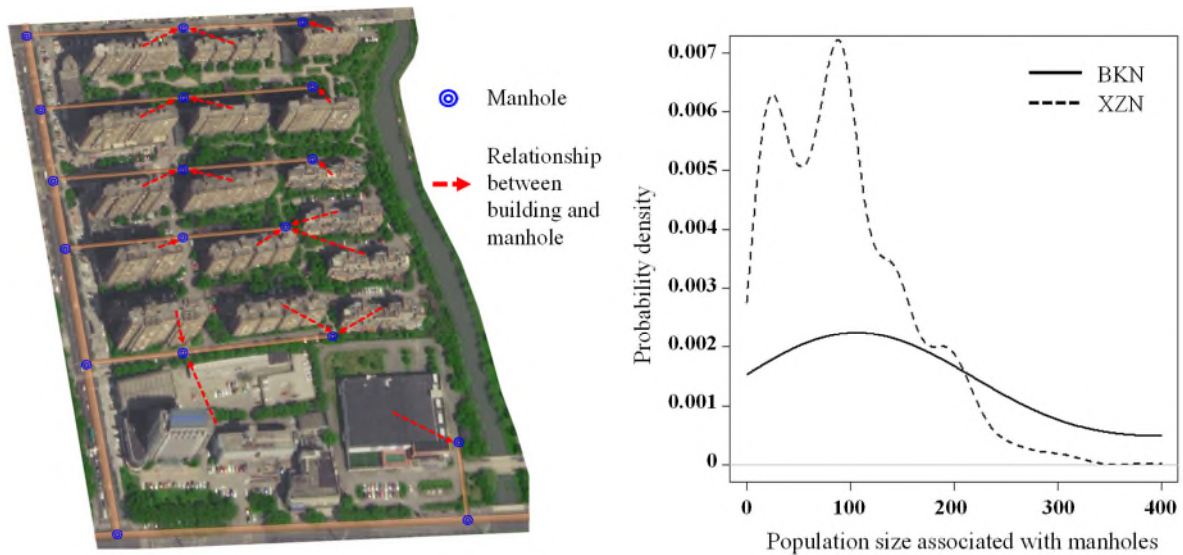 Manhole
Relationship
between
building and
manhole
Probability density
0.007
0.006
0.005
0.004
0.003
0.002
0.001
0
BKN
XZN
0
100
200
300
400
Population size associated with manholes